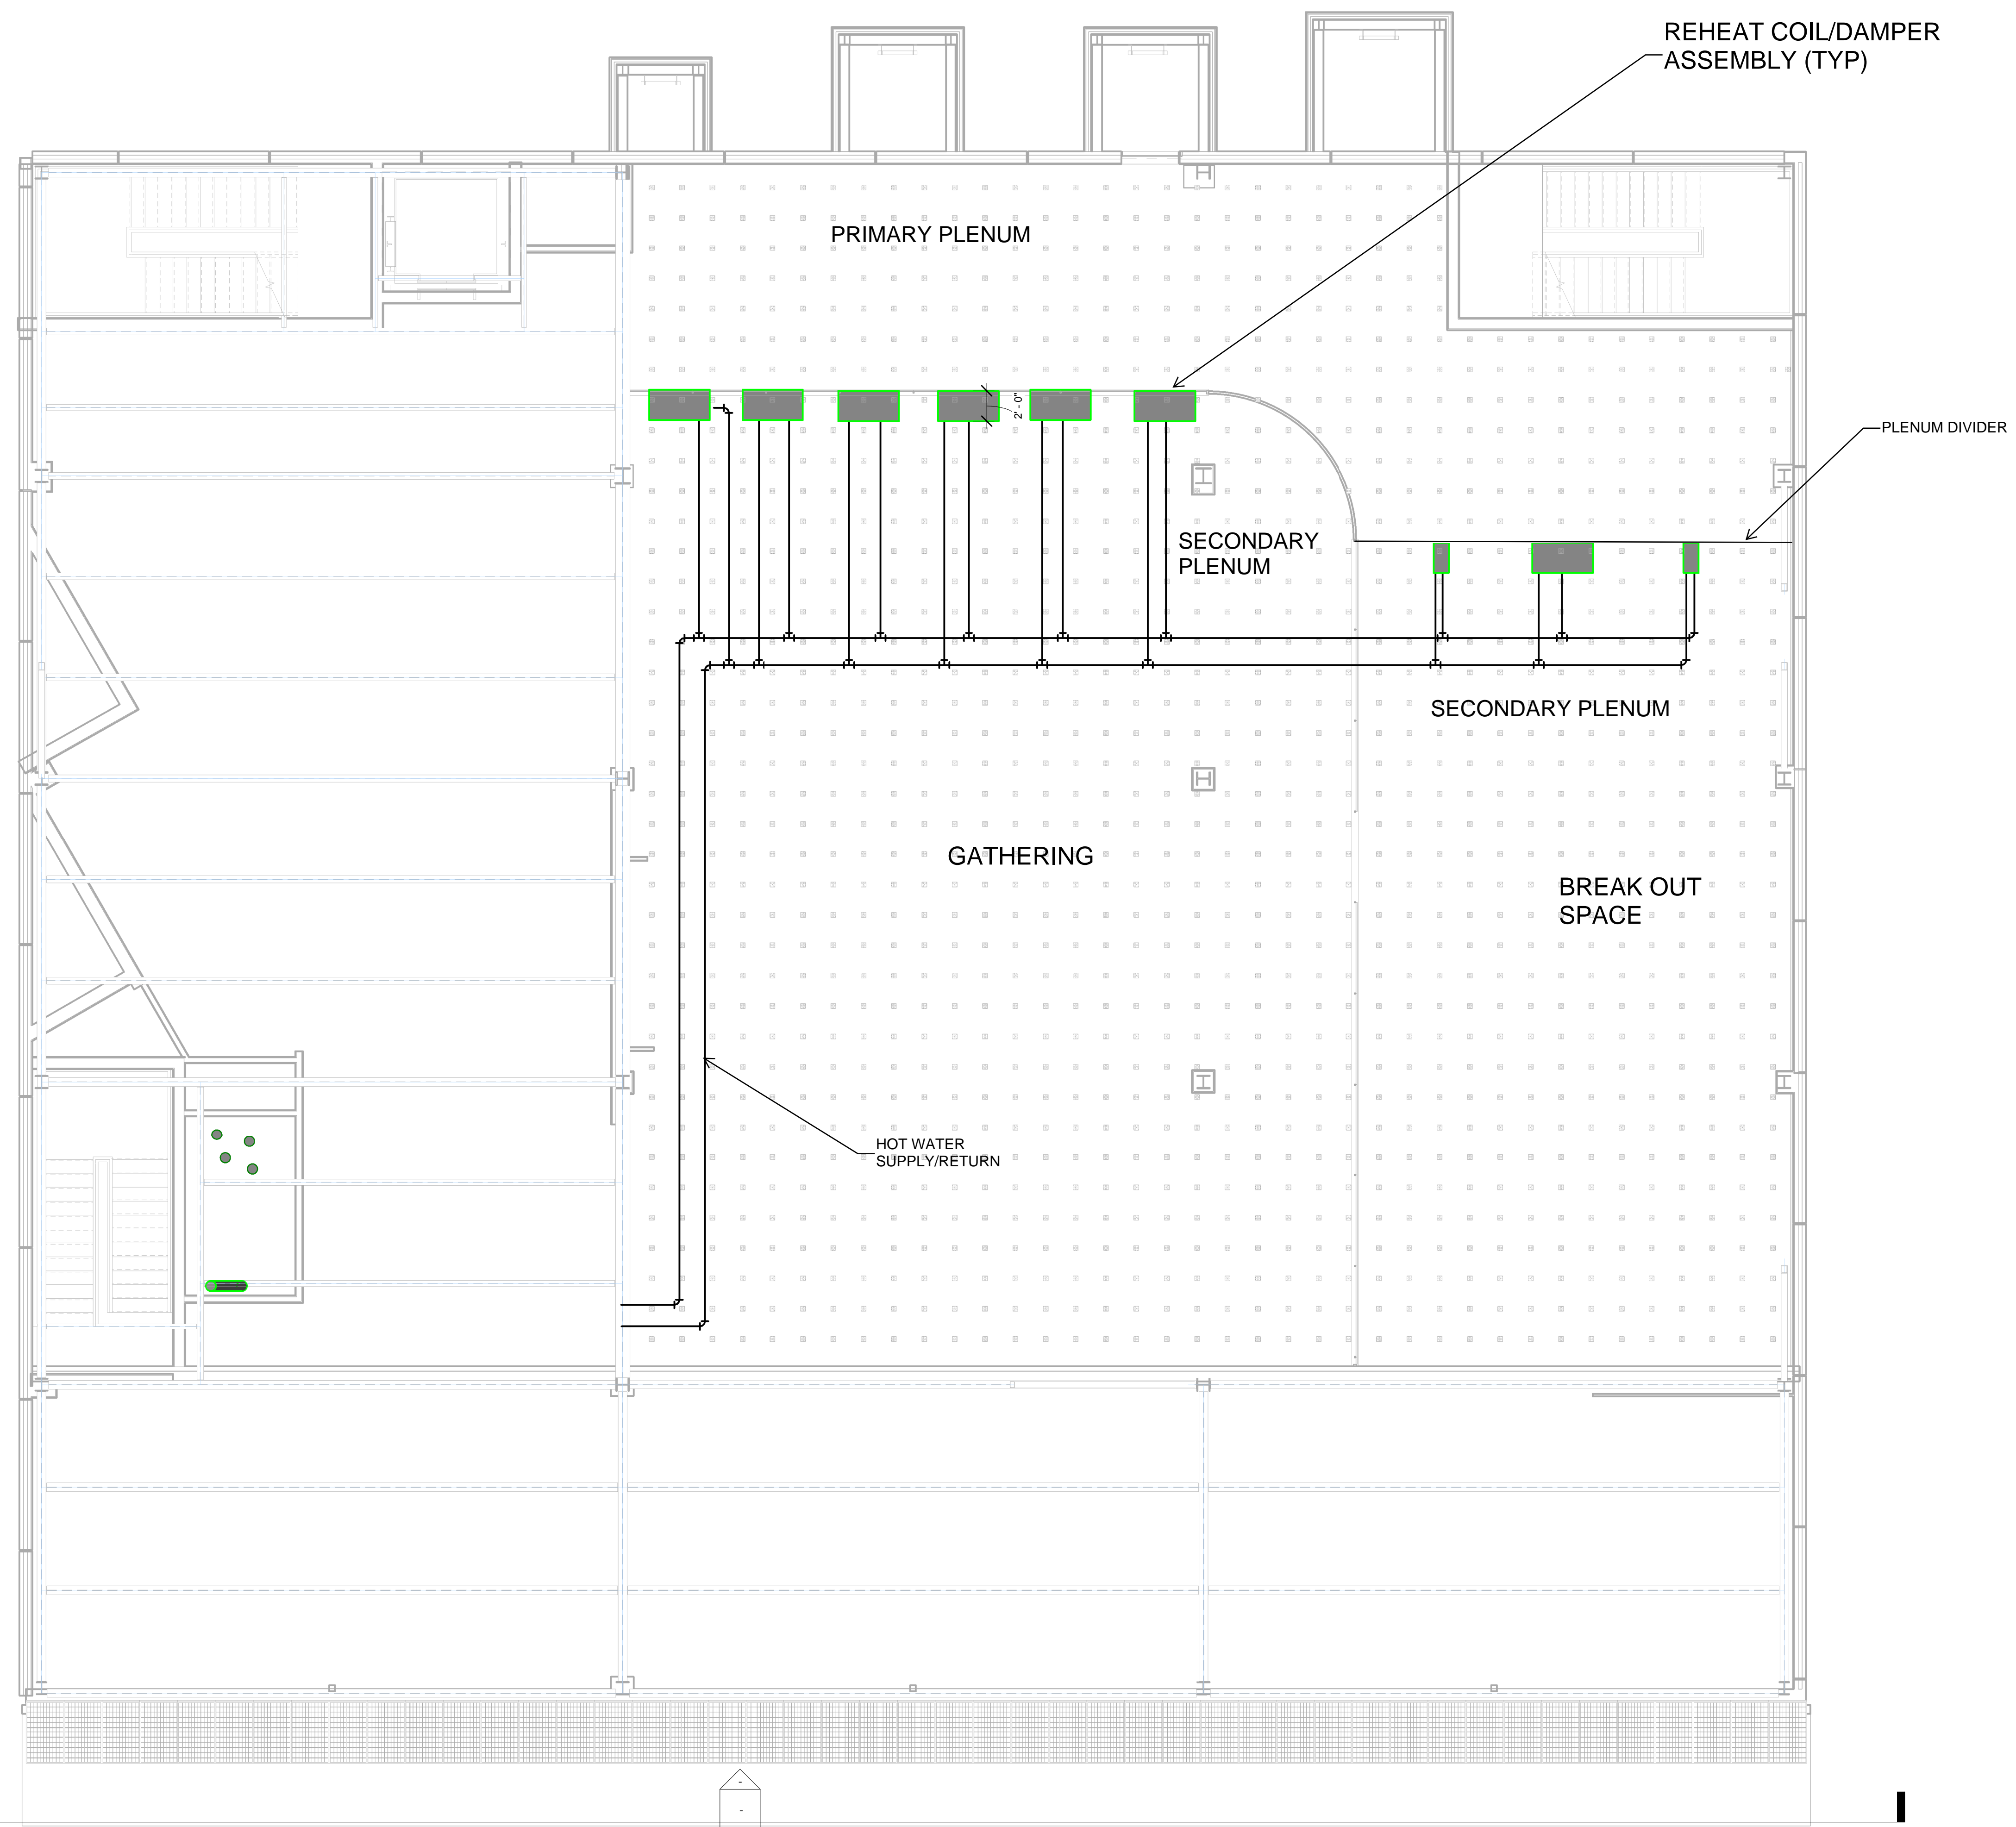 REHEAT COIL/DAMPER
ASSEMBLY (TYP)
PRIMARY PLENUM
2' - 0"
PLENUM DIVIDER
SECONDARY
PLENUM
SECONDARY PLENUM
GATHERING
BREAK OUT
SPACE
HOT WATER
SUPPLY/RETURN
-
-